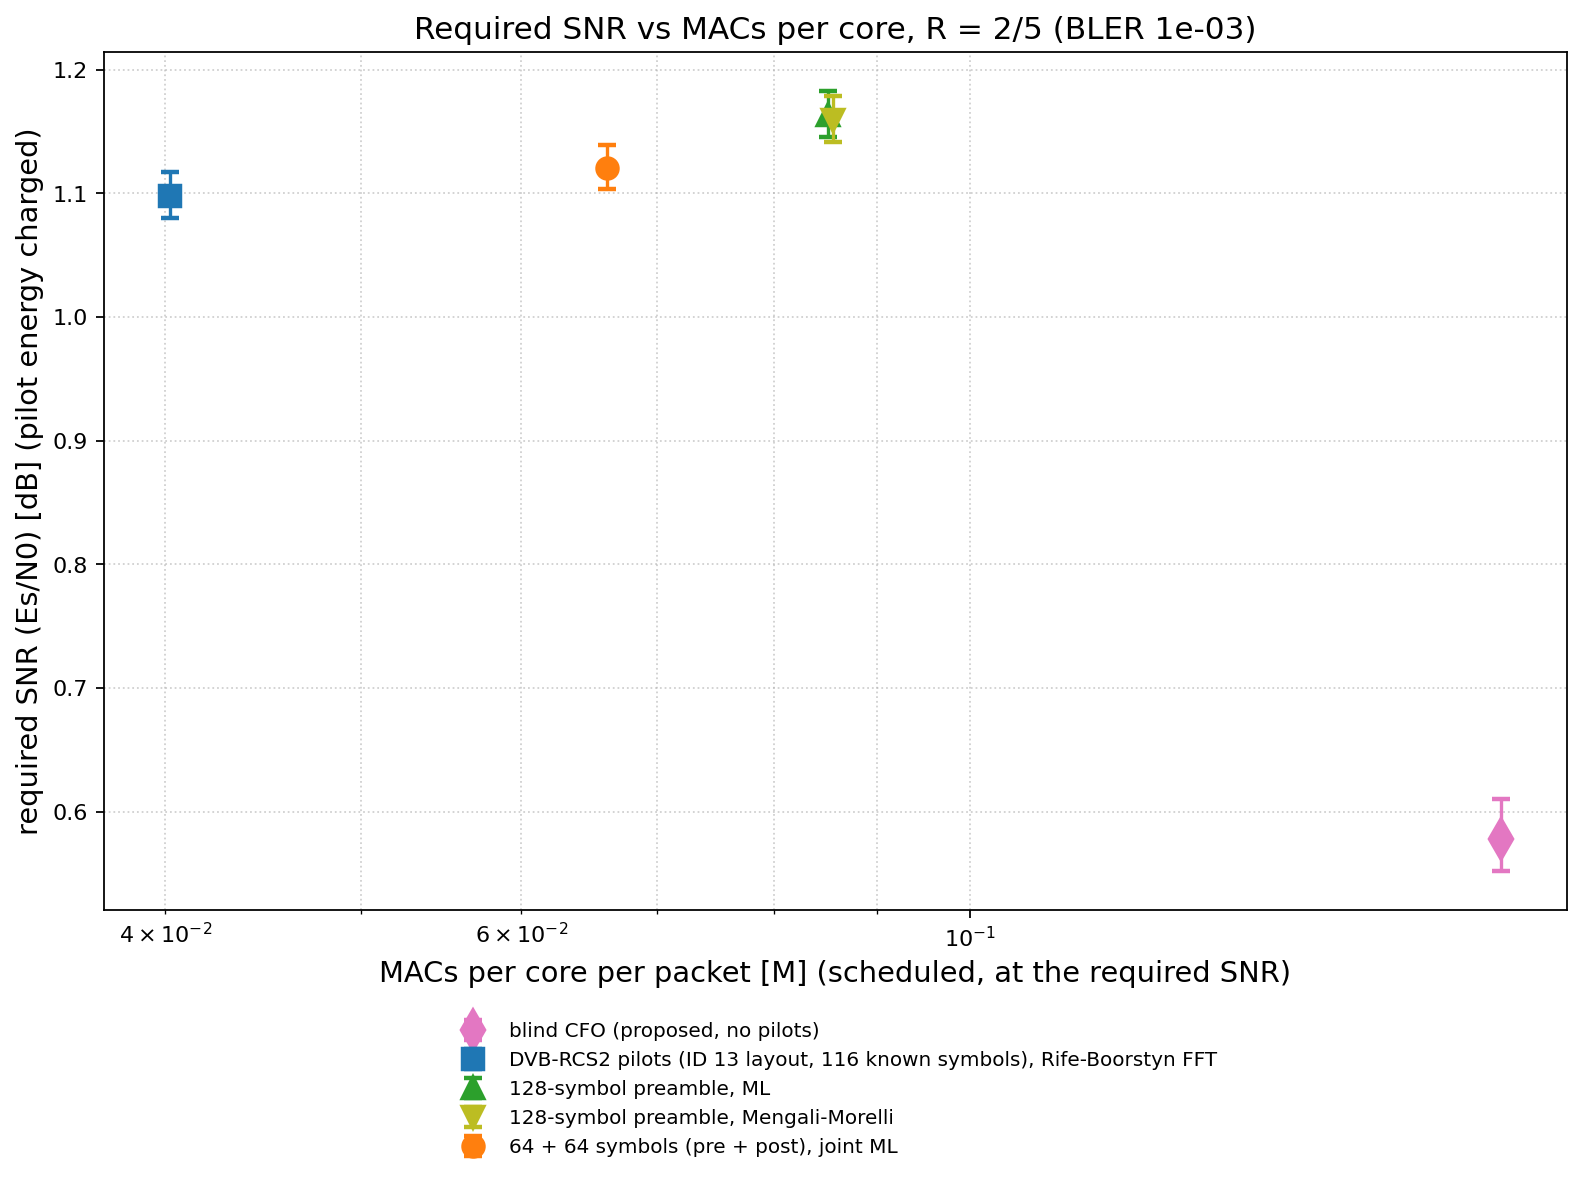 Required SNR vs MACs per core, R = 2/5 (BLER 1e-03)
required SNR (Es/N0) [dB] (pilot energy charged)
1.2
1.1
1.0
0.9
0.8
0.7
0.6
4 × 10⁻²
6 × 10⁻²
10⁻¹
MACs per core per packet [M] (scheduled, at the required SNR)
blind CFO (proposed, no pilots)
DVB-RCS2 pilots (ID 13 layout, 116 known symbols), Rife-Boorstyn FFT
128-symbol preamble, ML
128-symbol preamble, Mengali-Morelli
64 + 64 symbols (pre + post), joint ML